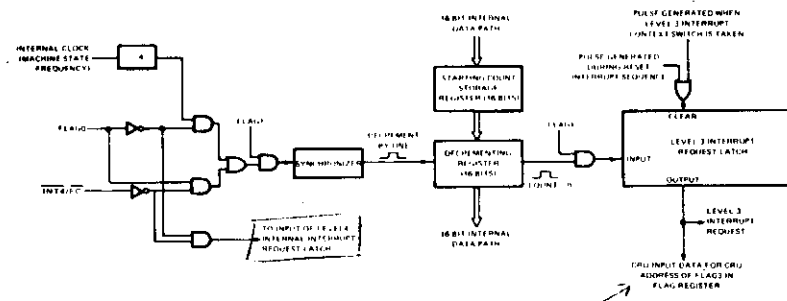 16 BIT INTERNAL
DATA PATH
PULSE GENERATED WHEN
LEVEL 3 INTERRUPT
CONTEXT SWITCH IS TAKEN
INTERNAL CLOCK
(MACHINE STATE
FREQUENCY)
4
PULSE GENERATED
DURING RESET
INTERRUPT SEQUENCE
STARTING COUNT
STORAGE
REGISTER (16 BITS)
CLEAR
FLAG0
DECREMENT
BY ONE
LEVEL 3 INTERRUPT
REQUEST LATCH
SYNCHRONIZER
DECREMENTING
REGISTER
(16 BITS)
INPUT
INT4/EC
COUNT
OUTPUT
TO INPUT OF LEVEL 4
INTERNAL INTERRUPT
REQUEST LATCH
16 BIT INTERNAL
DATA PATH
LEVEL 3
INTERRUPT
REQUEST
CRU INPUT DATA FOR CRU
ADDRESS OF FLAG3 IN
FLAG REGISTER